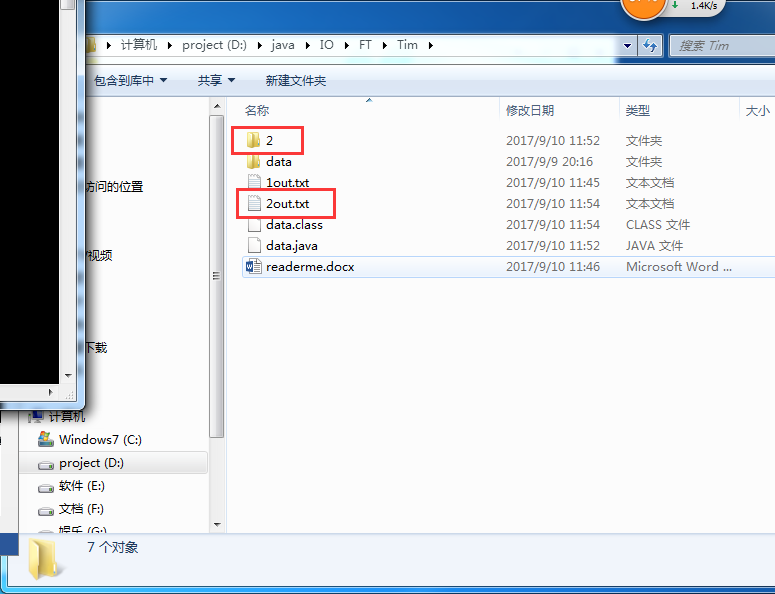 1.4K/s
计算机 project (D:) java IO FT Tim
搜索 Tim
包含到库中 共享 新建文件夹
名称 修改日期 类型 大小
2 2017/9/10 11:52 文件夹
data 2017/9/9 20:16 文件夹
1out.txt 2017/9/10 11:45 文本文档
2out.txt 2017/9/10 11:54 文本文档
data.class 2017/9/10 11:54 CLASS 文件
data.java 2017/9/10 11:52 JAVA 文件
readerme.docx 2017/9/10 11:46 Microsoft Word ...
访问的位置
视频
下载
计算机
Windows7 (C:)
project (D:)
软件 (E:)
文档 (F:)
娱乐 (G:)
7 个对象